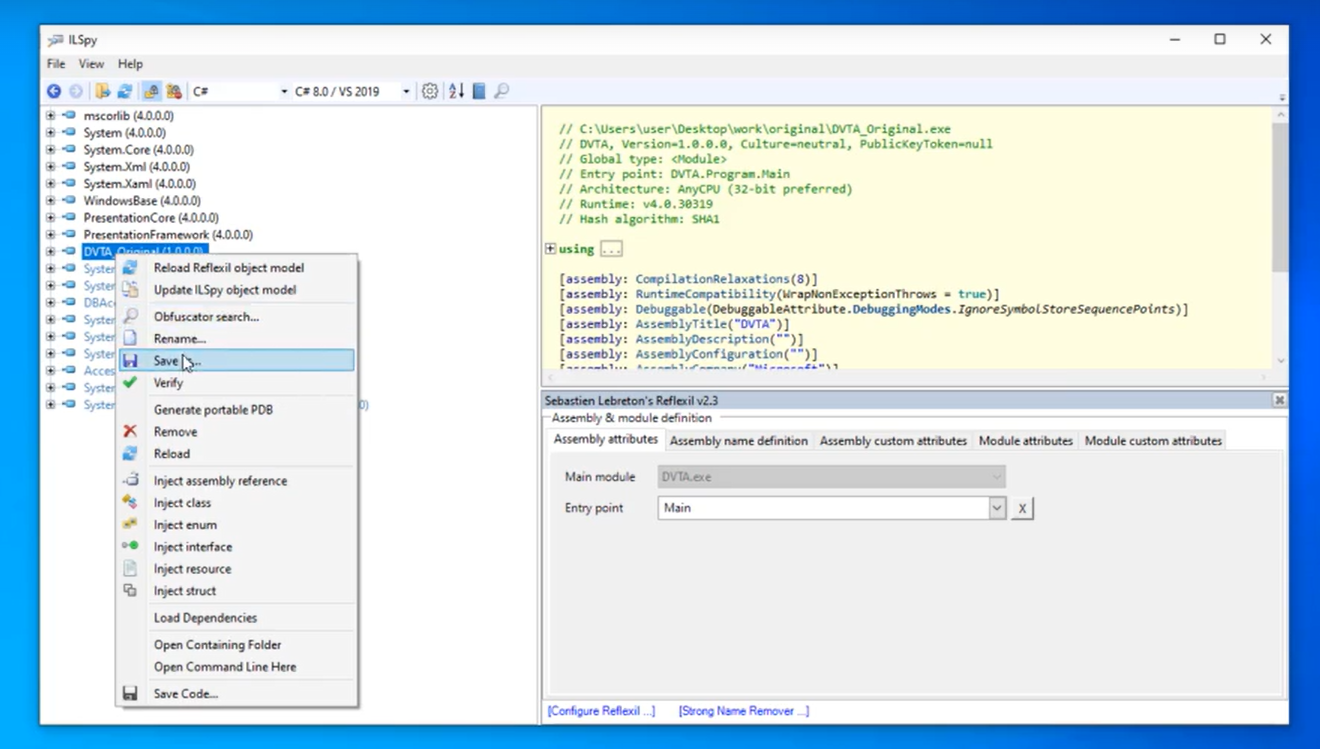 ILSpy
File View Help
C# C# 8.0 / VS 2019
mscorlib (4.0.0.0)
System (4.0.0.0)
System.Core (4.0.0.0)
System.Xml (4.0.0.0)
System.Xaml (4.0.0.0)
WindowsBase (4.0.0.0)
PresentationCore (4.0.0.0)
PresentationFramework (4.0.0.0)
DVTA_Original (1.0.0.0)
Syster
Syster
DBAcc
Syster
Syster
Syster
Acces
Syster
Syster 0)
Reload Reflexil object model
Update ILSpy object model
Obfuscator search...
Rename...
Save ...
Verify
Generate portable PDB
Remove
Reload
Inject assembly reference
Inject class
Inject enum
Inject interface
Inject resource
Inject struct
Load Dependencies
Open Containing Folder
Open Command Line Here
Save Code...
// C:\Users\user\Desktop\work\original\DVTA_Original.exe
// DVTA, Version=1.0.0.0, Culture=neutral, PublicKeyToken=null
// Global type: <Module>
// Entry point: DVTA.Program.Main
// Architecture: AnyCPU (32-bit preferred)
// Runtime: v4.0.30319
// Hash algorithm: SHA1
using ...
[assembly: CompilationRelaxations(8)]
[assembly: RuntimeCompatibility(WrapNonExceptionThrows = true)]
[assembly: Debuggable(DebuggableAttribute.DebuggingModes.IgnoreSymbolStoreSequencePoints)]
[assembly: AssemblyTitle("DVTA")]
[assembly: AssemblyDescription("")]
[assembly: AssemblyConfiguration("")]
[assembly: AssemblyCompany("Microsoft")]
Sebastien Lebreton's Reflexil v2.3
Assembly & module definition
Assembly attributes Assembly name definition Assembly custom attributes Module attributes Module custom attributes
Main module DVTA.exe
Entry point Main X
[Configure Reflexil ...] [Strong Name Remover ...]